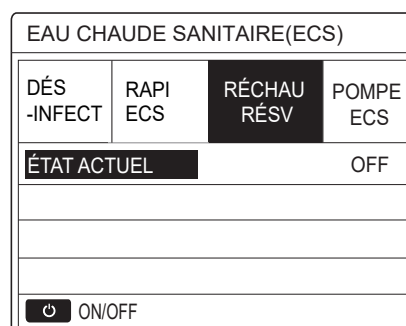 EAU CHAUDE SANITAIRE(ECS)
DÉS
-INFECT
RAPI
ECS
RÉCHAU
RÉSV
POMPE
ECS
ÉTAT ACTUEL OFF
ON/OFF